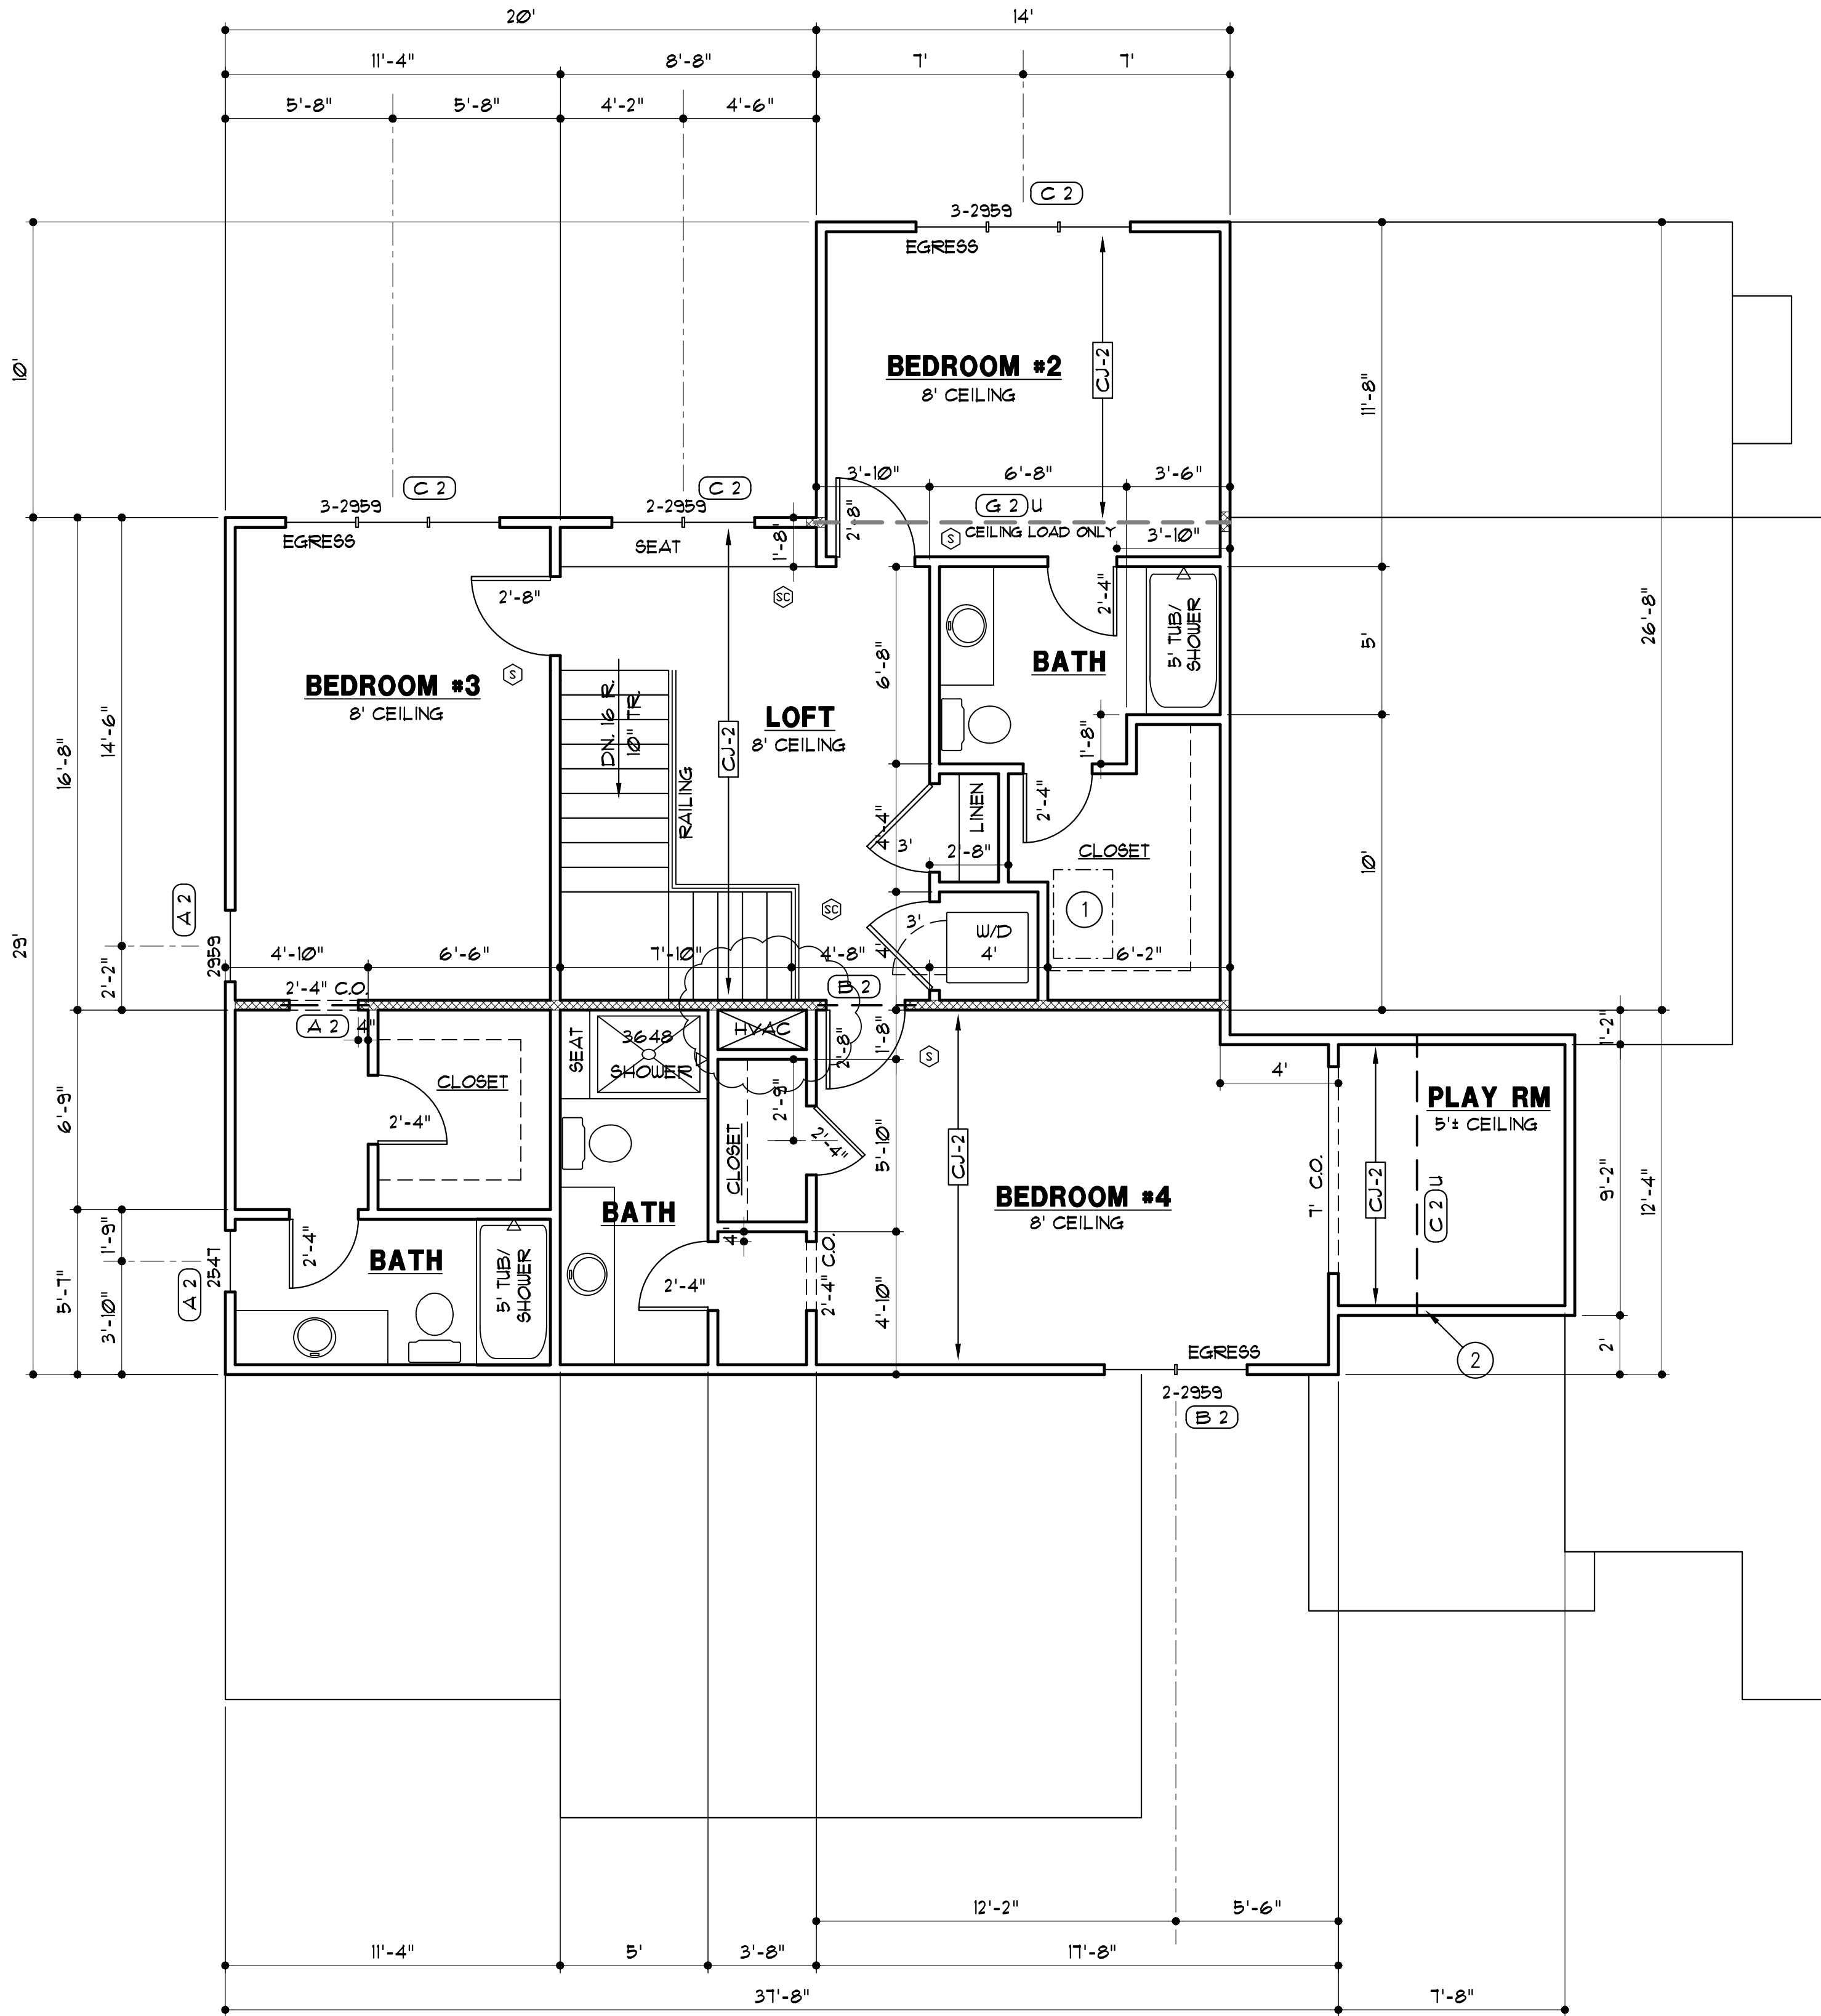 20'
14'
11'-4"
8'-8"
7'
7'
5'-8"
5'-8"
4'-2"
4'-6"
C 2
3-2959
EGRESS
10'
BEDROOM #2
8' CEILING
CJ-2
11'-8"
26'-8"
3'-10"
6'-8"
3'-6"
C 2
C 2
G 2 U
3-2959
2-2959
EGRESS
SEAT
1'-8"
2'-8"
S
CEILING LOAD ONLY
3'-10"
2'-8"
SC
2'-4"
5' TUB/
SHOWER
5'
BATH
S
6'-8"
BEDROOM #3
8' CEILING
DN. 16 R.
10" TR.
LOFT
8' CEILING
CJ-2
RAILING
14'-6"
16'-8"
29'
1'-8"
4'-4"
3'
LINEN
2'-8"
2'-4"
CLOSET
10'
1
A 2
2959
SC
3'
W/D
4'
4'
4'-10"
6'-6"
7'-10"
4'-8"
6'-2"
2'-2"
2'-4" C.O.
B 2
A 2
4"
SEAT
3648
SHOWER
HVAC
2'-8"
1'-8"
S
1'-2"
4'
PLAY RM
5'± CEILING
CLOSET
2'-4"
6'-9"
2'-9"
2'-4"
CLOSET
5'-10"
CJ-2
BEDROOM #4
8' CEILING
7' C.O.
CJ-2
C 2 U
9'-2"
12'-4"
BATH
2'-4"
BATH
5' TUB/
SHOWER
4"
2'-4"
2'-4" C.O.
4'-10"
1'-9"
2547
A 2
5'-7"
3'-10"
EGRESS
2
2'
2-2959
B 2
12'-2"
5'-6"
11'-4"
5'
3'-8"
17'-8"
37'-8"
7'-8"